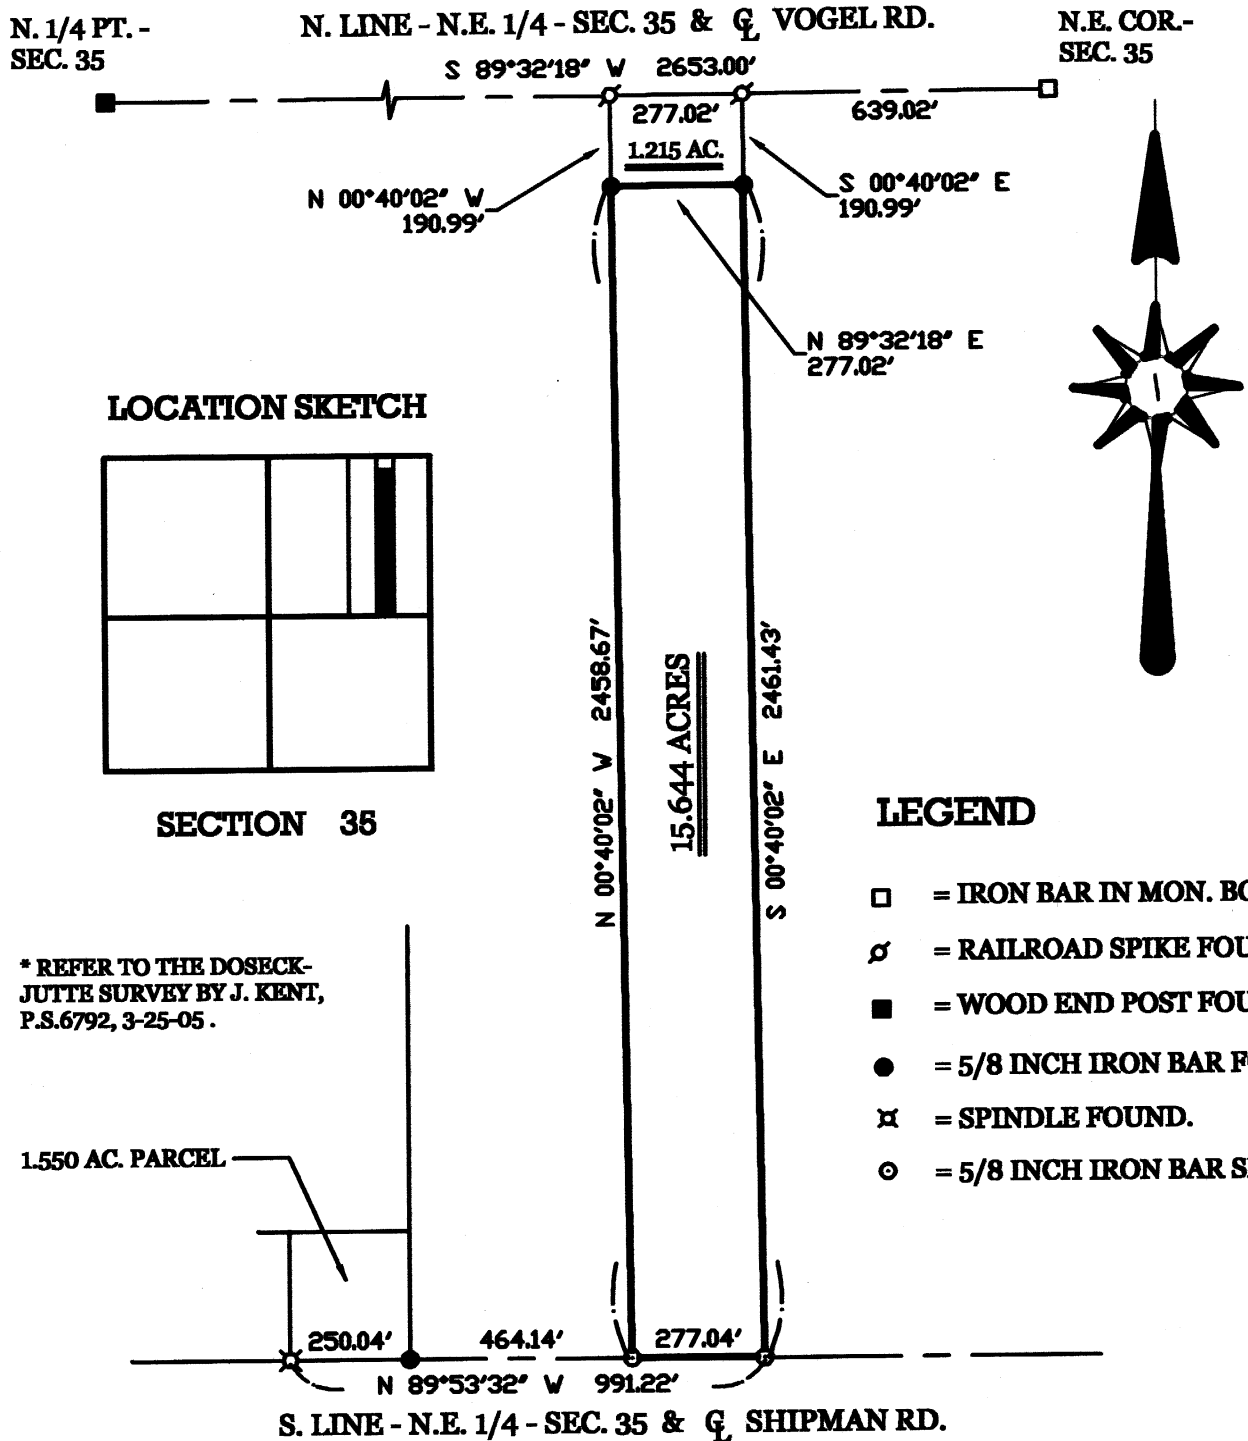 N. 1/4 PT. -
SEC. 35
N. LINE - N.E. 1/4 - SEC. 35 & ℄ VOGEL RD.
N.E. COR.-
SEC. 35
S 89°32'18" W 2653.00'
277.02'
639.02'
1.215 AC.
N 00°40'02" W
190.99'
S 00°40'02" E
190.99'
N 89°32'18" E
277.02'
LOCATION SKETCH
SECTION 35
N 00°40'02" W 2458.67'
15.644 ACRES
S 00°40'02" E 2461.43'
LEGEND
= IRON BAR IN MON. BO
= RAILROAD SPIKE FOU
= WOOD END POST FOU
= 5/8 INCH IRON BAR F
= SPINDLE FOUND.
= 5/8 INCH IRON BAR S
* REFER TO THE DOSECK-
JUTTE SURVEY BY J. KENT,
P.S.6792, 3-25-05 .
1.550 AC. PARCEL
250.04'
464.14'
277.04'
N 89°53'32" W 991.22'
S. LINE - N.E. 1/4 - SEC. 35 & ℄ SHIPMAN RD.